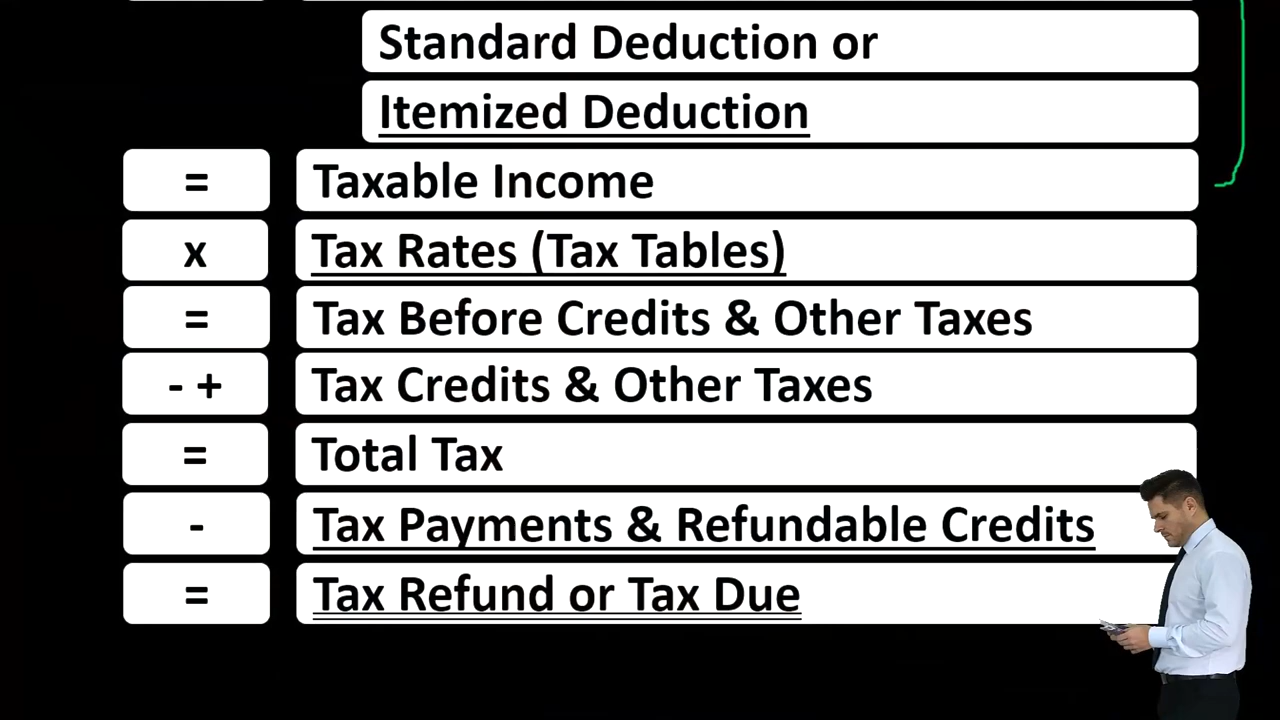 Standard Deduction or
Itemized Deduction
= Taxable Income
x Tax Rates (Tax Tables)
= Tax Before Credits & Other Taxes
- + Tax Credits & Other Taxes
= Total Tax
- Tax Payments & Refundable Credits
= Tax Refund or Tax Due